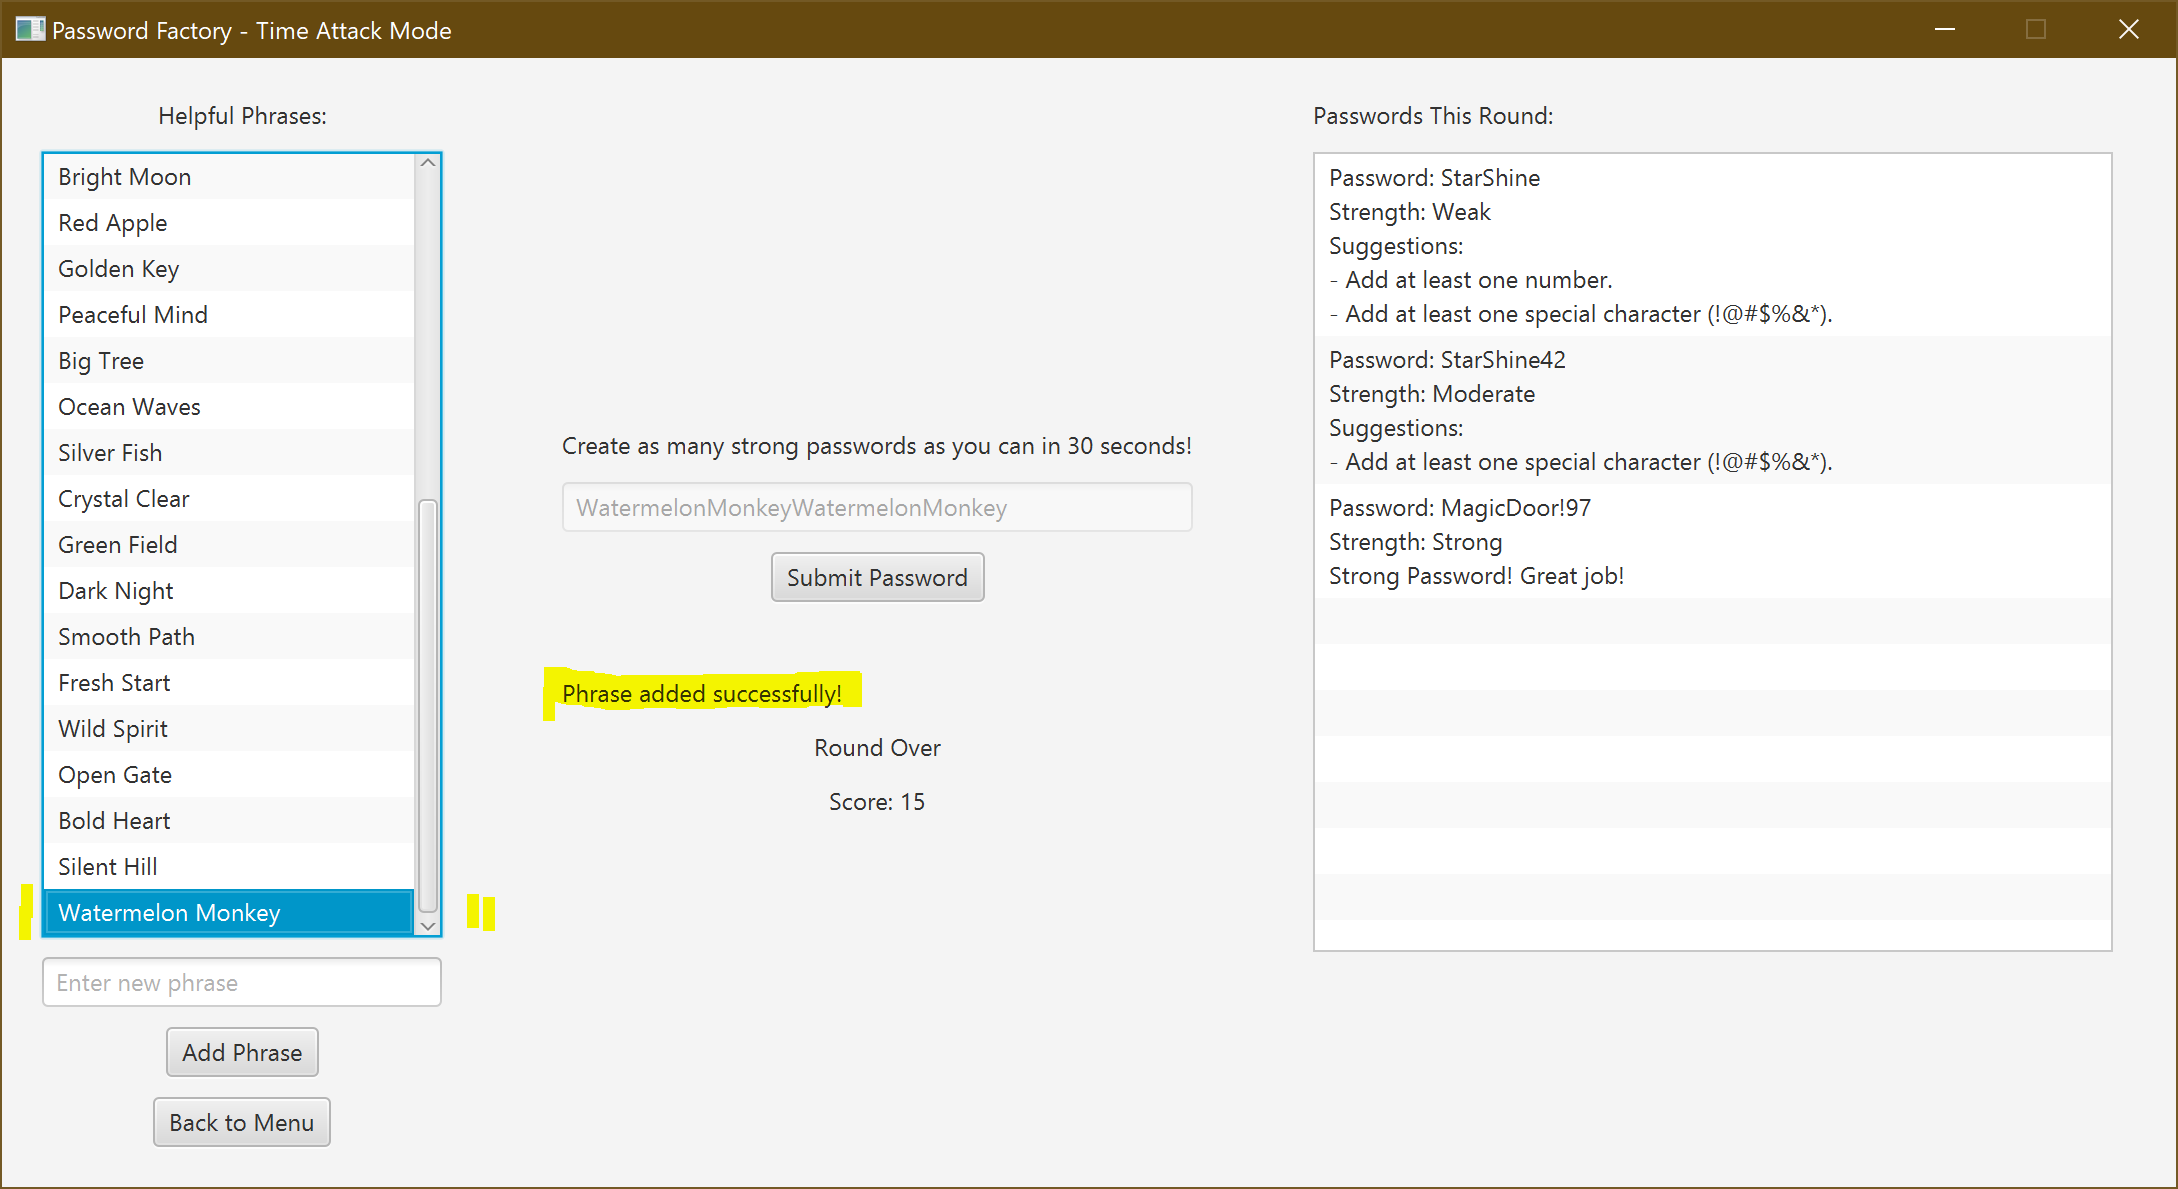 Password Factory - Time Attack Mode
Helpful Phrases:
Bright Moon
Red Apple
Golden Key
Peaceful Mind
Big Tree
Ocean Waves
Silver Fish
Crystal Clear
Green Field
Dark Night
Smooth Path
Fresh Start
Wild Spirit
Open Gate
Bold Heart
Silent Hill
Watermelon Monkey
Enter new phrase
Add Phrase
Back to Menu
Create as many strong passwords as you can in 30 seconds!
WatermelonMonkeyWatermelonMonkey
Submit Password
Phrase added successfully!
Round Over
Score: 15
Passwords This Round:
Password: StarShine
Strength: Weak
Suggestions:
- Add at least one number.
- Add at least one special character (!@#$%&*).
Password: StarShine42
Strength: Moderate
Suggestions:
- Add at least one special character (!@#$%&*).
Password: MagicDoor!97
Strength: Strong
Strong Password! Great job!